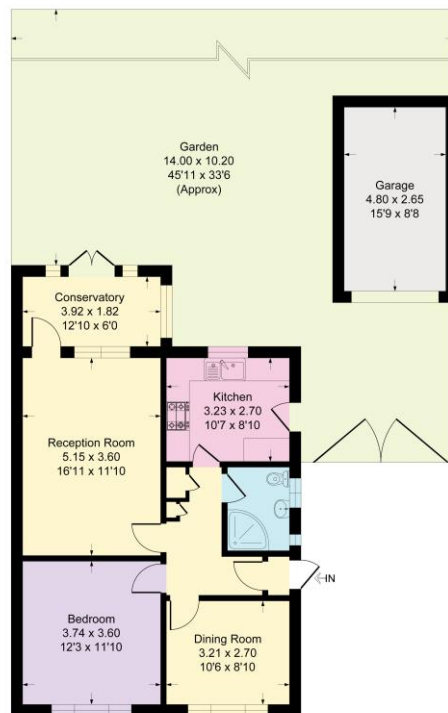 Garden
14.00 x 10.20
45'11 x 33'6
(Approx)
Garage
4.80 x 2.65
15'9 x 8'8
Conservatory
3.92 x 1.82
12'10 x 6'0
Kitchen
3.23 x 2.70
10'7 x 8'10
Reception Room
5.15 x 3.60
16'11 x 11'10
IN
Bedroom
3.74 x 3.60
12'3 x 11'10
Dining Room
3.21 x 2.70
10'6 x 8'10